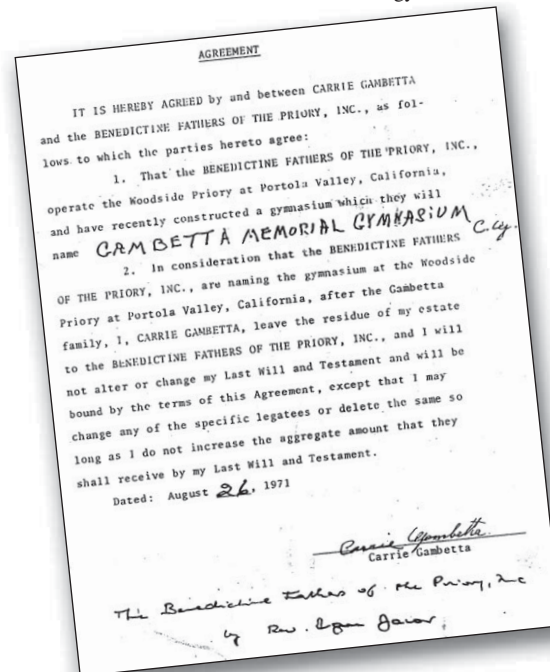 AGREEMENT
IT IS HEREBY AGREED by and between CARRIE GAMBETTA
and the BENEDICTINE FATHERS OF THE PRIORY, INC., as fol-
lows to which the parties hereto agree:
1. That the BENEDICTINE FATHERS OF THE PRIORY, INC.,
operate the Woodside Priory at Portola Valley, California,
and have recently constructed a gymnasium which they will
name GAMBETTA MEMORIAL GYMNASIUM
2. In consideration that the BENEDICTINE FATHERS
OF THE PRIORY, INC., are naming the gymnasium at the Woodside
Priory at Portola Valley, California, after the Gambetta
family, I, CARRIE GAMBETTA, leave the residue of my estate
to the BENEDICTINE FATHERS OF THE PRIORY, INC., and I will
not alter or change my Last Will and Testament and will be
bound by the terms of this Agreement, except that I may
change any of the specific legatees or delete the same so
long as I do not increase the aggregate amount that they
shall receive by my Last Will and Testament.
Dated: August 26, 1971
Carrie Gambetta
Carrie Gambetta
The Benedictine Fathers of the Priory, Inc
by Rev.